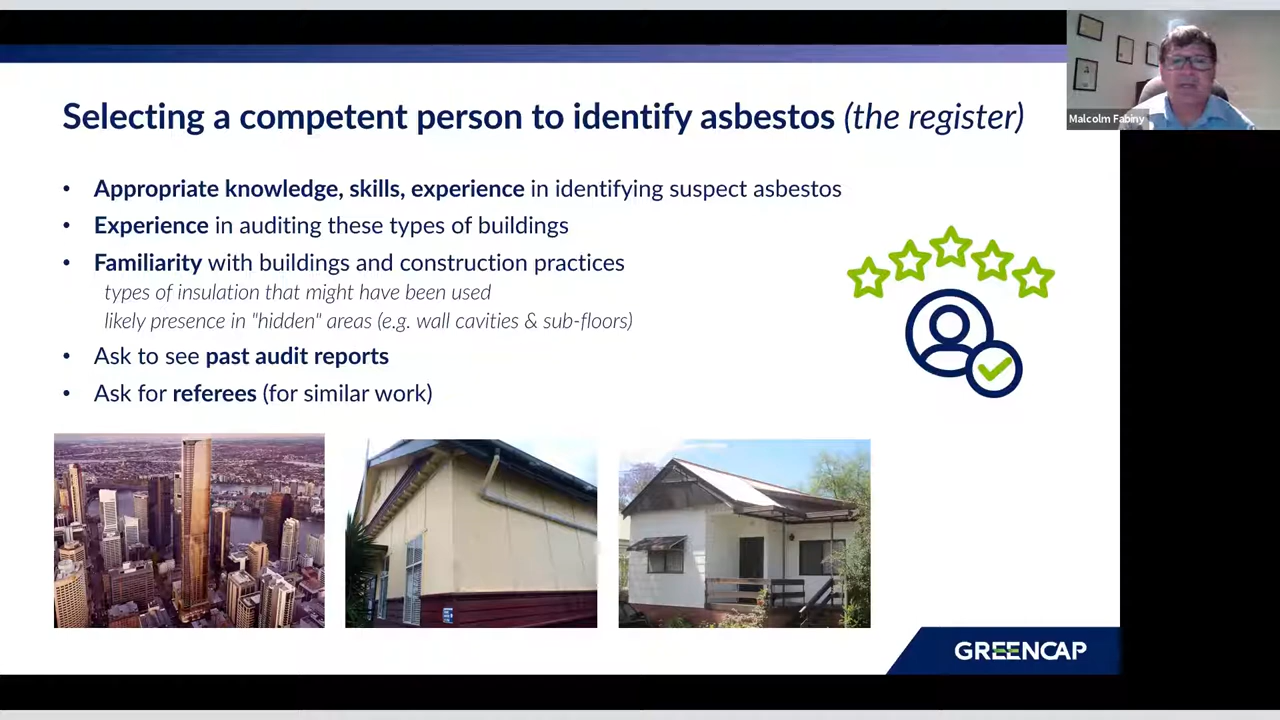 Selecting a competent person to identify asbestos (the register)
• Appropriate knowledge, skills, experience in identifying suspect asbestos
• Experience in auditing these types of buildings
• Familiarity with buildings and construction practices
types of insulation that might have been used
likely presence in "hidden" areas (e.g. wall cavities & sub-floors)
• Ask to see past audit reports
• Ask for referees (for similar work)
Malcolm Fabiny
GREENCAP